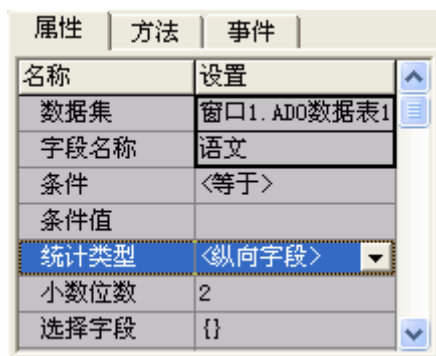 属性 方法 事件
名称 设置
数据集 窗口1.ADO数据表1
字段名称 语文
条件 <等于>
条件值
统计类型 <纵向字段>
小数位数 2
选择字段 {}